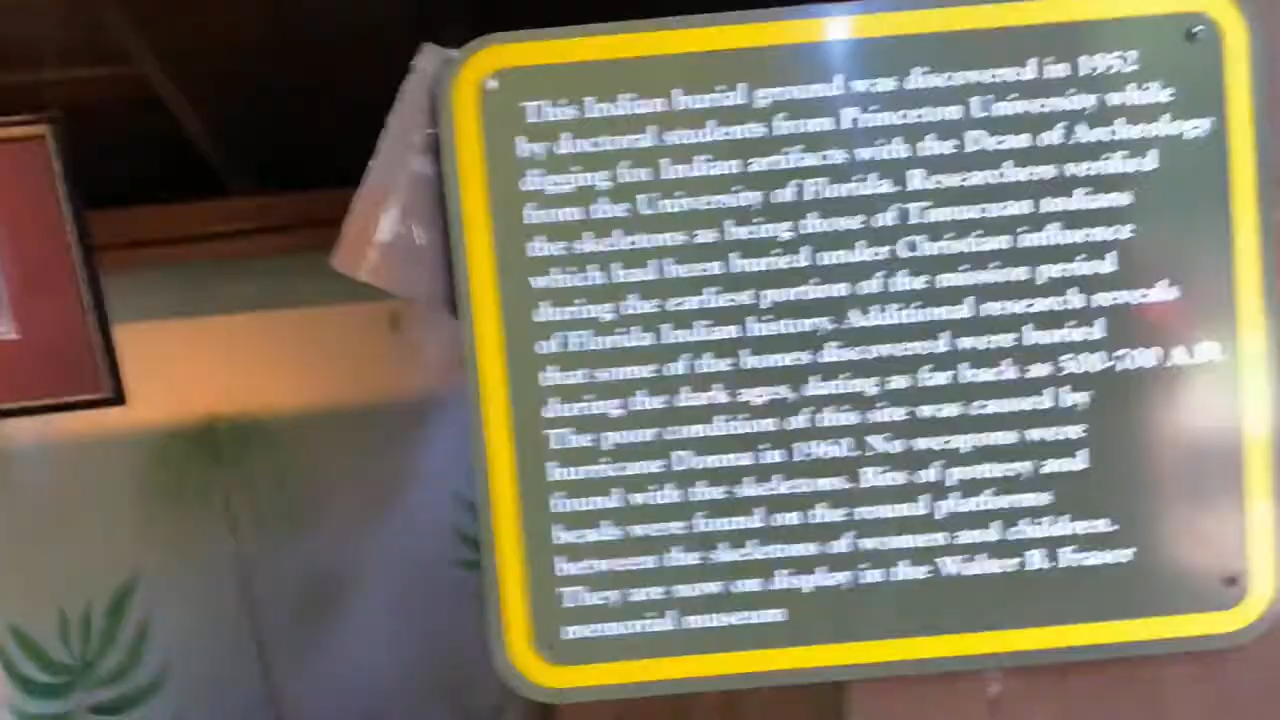 This Indian burial ground was discovered in 1952
by doctoral students from Princeton University while
digging for Indian artifacts with the Dean of Archeology
from the University of Florida. Researchers verified
the skeletons as being those of Timucuan indians
which had been buried under Christian influence
during the earliest portion of the mission period
of Florida Indian history. Additional research reveals
that some of the bones discovered were buried
during the dark ages, dating as far back as 500-700 A.D.
The poor condition of this site was caused by
hurricane Donna in 1960. No weapons were
found with the skeletons. Bits of pottery and
beads were found on the round platforms
between the skeletons of women and children.
They are now on display in the Walter B. Fraser
memorial museum